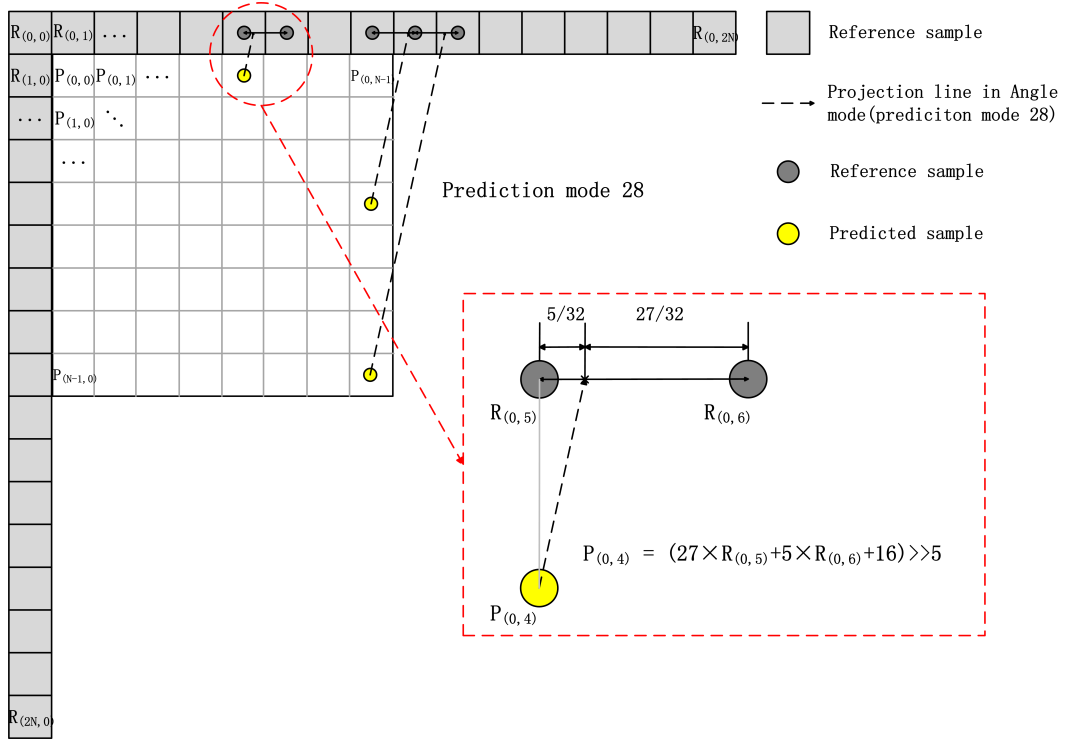 R(0,0) R(0,1) ··· R(0,2N) Reference sample
R(1,0) P(0,0) P(0,1) ··· P(0,N-1)
Projection line in Angle
mode(prediciton mode 28)
··· P(1,0) ⋱
···
Reference sample
Prediction mode 28
Predicted sample
5/32 27/32
P(N-1,0)
R(0,5) R(0,6)
P(0,4) = (27×R(0,5)+5×R(0,6)+16)>>5
P(0,4)
R(2N,0)